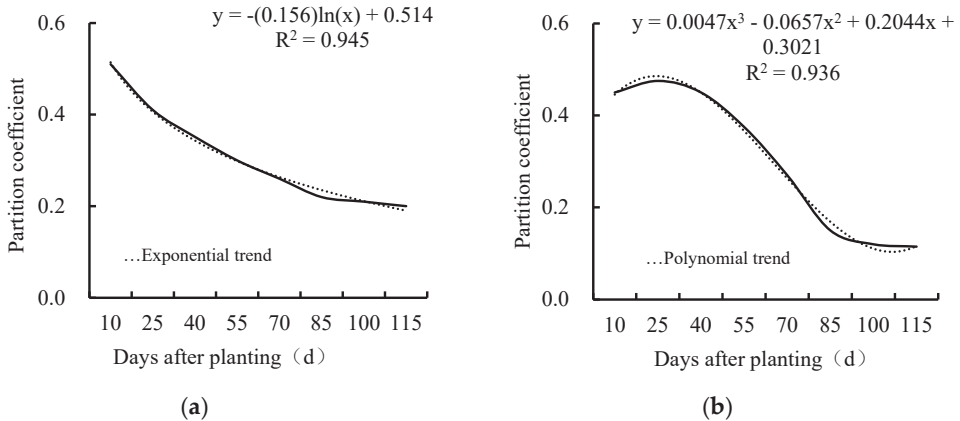 y = -(0.156)ln(x) + 0.514
R² = 0.945
0.6
0.4
0.2
0.0
Partition coefficient
…Exponential trend
10 25 40 55 70 85 100 115
Days after planting（d）
(a)
y = 0.0047x³ - 0.0657x² + 0.2044x +
0.3021
R² = 0.936
0.6
0.4
0.2
0.0
Partition coefficient
…Polynomial trend
10 25 40 55 70 85 100 115
Days after planting（d）
(b)